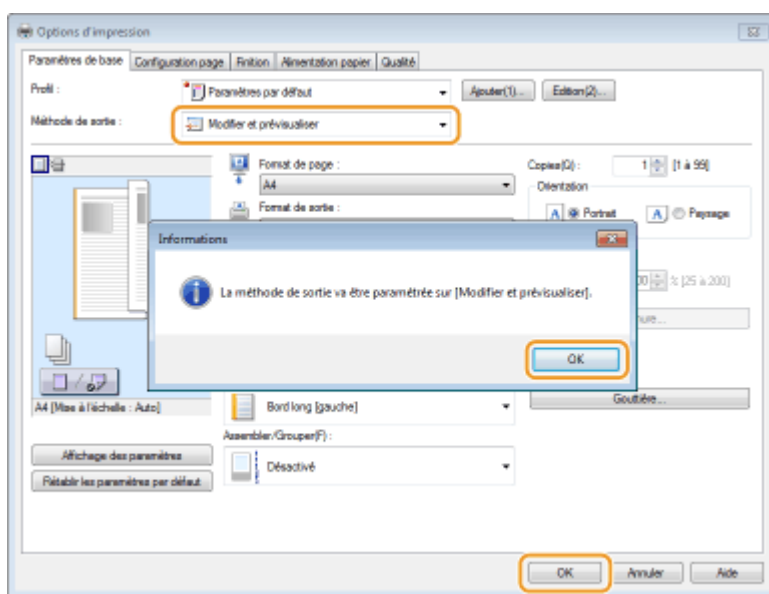 Options d'impression
Paramètres de base Configuration page Finition Alimentation papier Qualité
Profil :
Paramètres par défaut
Ajouter(1)...
Edition(2)...
Méthode de sortie :
Modifier et prévisualiser
Format de page :
A4
Format de sortie :
Copies(Q) :
1 [1 à 99]
Orientation
A Portrait
A Paysage
Informations
La méthode de sortie va être paramétrée sur [Modifier et prévisualiser].
OK
% [25 à 200]
A4 [Mise à l'échelle : Auto]
Bord long [gauche]
Gouttière...
Assembler/Grouper(F) :
Désactivé
Affichage des paramètres
Rétablir les paramètres par défaut
OK
Annuler
Aide